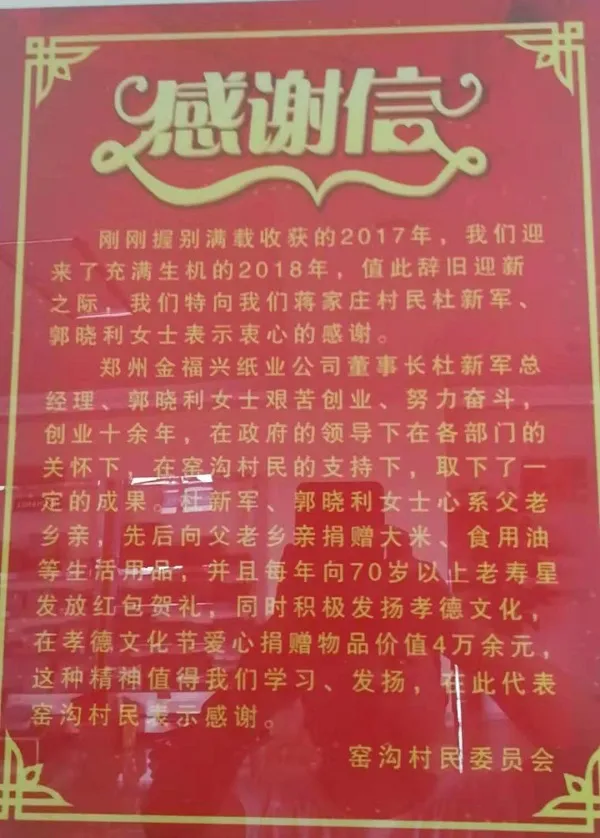 感谢信
刚刚握别满载收获的2017年，我们迎
来了充满生机的2018年，值此辞旧迎新
之际，我们特向我们蒋家庄村民杜新军、
郭晓利女士表示衷心的感谢。
郑州金福兴纸业公司董事长杜新军总
经理、郭晓利女士艰苦创业、努力奋斗，
创业十余年，在政府的领导下在各部门的
关怀下，在窑沟村民的支持下，取下了一
定的成果。杜新军、郭晓利女士心系父老
乡亲，先后向父老乡亲捐赠大米、食用油
等生活用品，并且每年向70岁以上老寿星
发放红包贺礼，同时积极发扬孝德文化，
在孝德文化节爱心捐赠物品价值4万余元，
这种精神值得我们学习、发扬，在此代表
窑沟村民表示感谢。
窑沟村民委员会